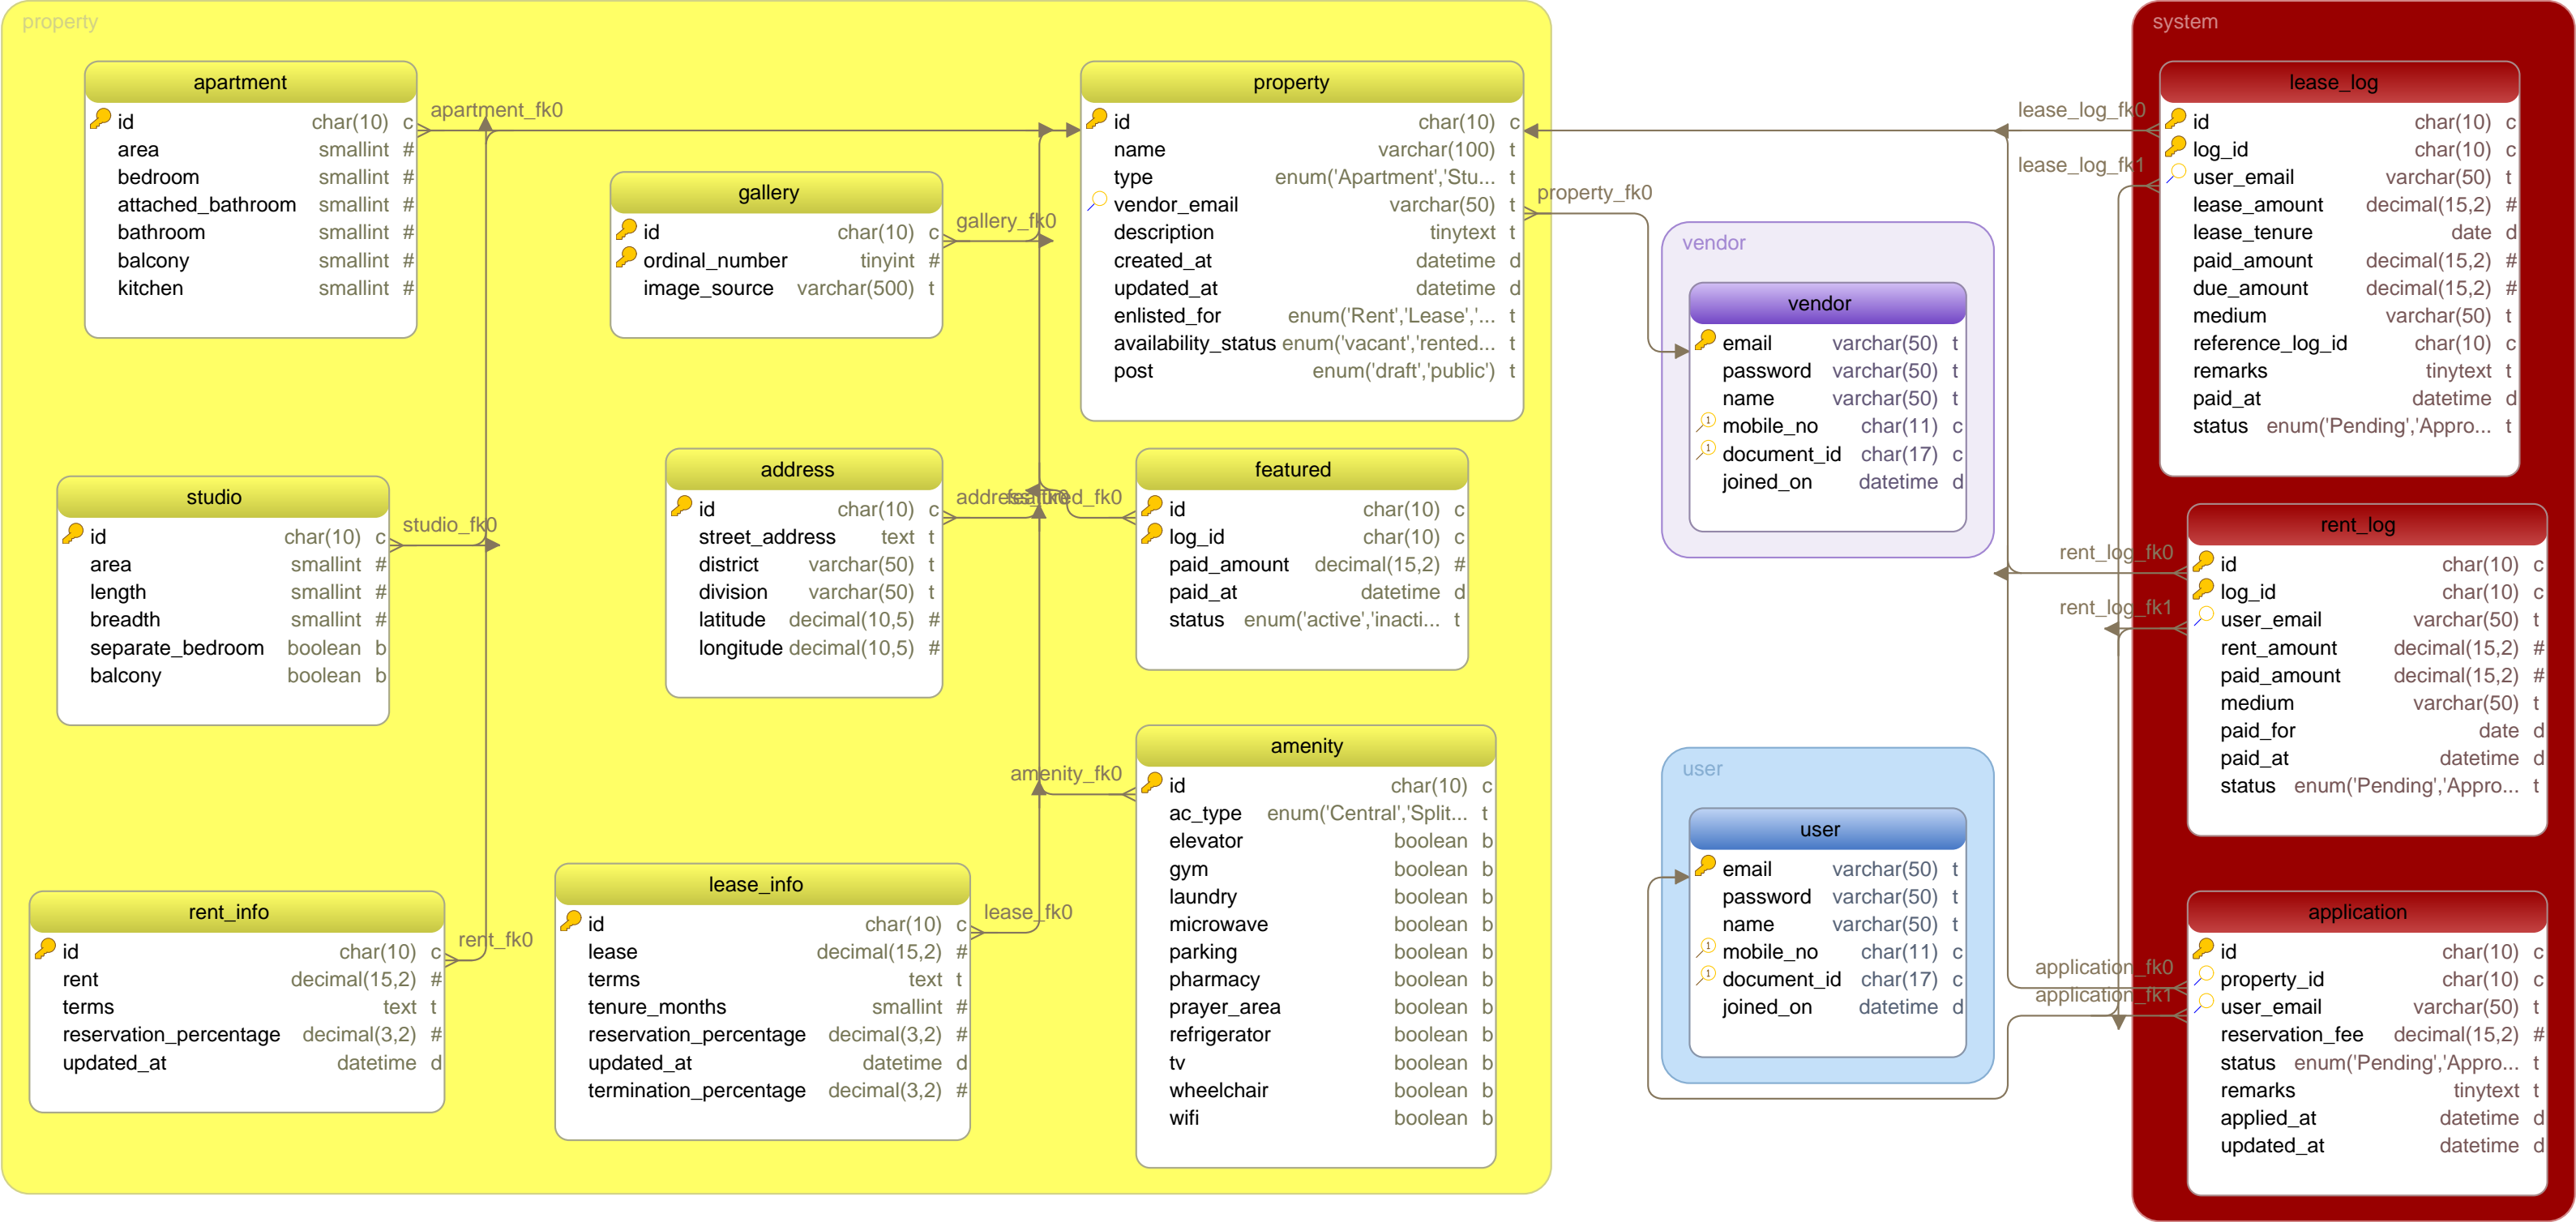 property
apartment
id char(10) c
area smallint #
bedroom smallint #
attached_bathroom smallint #
bathroom smallint #
balcony smallint #
kitchen smallint #
apartment_fk0
gallery
id char(10) c
ordinal_number tinyint #
image_source varchar(500) t
gallery_fk0
property
id char(10) c
name varchar(100) t
type enum('Apartment','Stu... t
vendor_email varchar(50) t
description tinytext t
created_at datetime d
updated_at datetime d
enlisted_for enum('Rent','Lease','... t
availability_status enum('vacant','rented... t
post enum('draft','public') t
property_fk0
studio
id char(10) c
area smallint #
length smallint #
breadth smallint #
separate_bedroom boolean b
balcony boolean b
studio_fk0
address
id char(10) c
street_address text t
district varchar(50) t
division varchar(50) t
latitude decimal(10,5) #
longitude decimal(10,5) #
address_fk0
featured_fk0
featured
id char(10) c
log_id char(10) c
paid_amount decimal(15,2) #
paid_at datetime d
status enum('active','inacti... t
rent_info
id char(10) c
rent decimal(15,2) #
terms text t
reservation_percentage decimal(3,2) #
updated_at datetime d
rent_fk0
lease_info
id char(10) c
lease decimal(15,2) #
terms text t
tenure_months smallint #
reservation_percentage decimal(3,2) #
updated_at datetime d
termination_percentage decimal(3,2) #
lease_fk0
amenity_fk0
amenity
id char(10) c
ac_type enum('Central','Split... t
elevator boolean b
gym boolean b
laundry boolean b
microwave boolean b
parking boolean b
pharmacy boolean b
prayer_area boolean b
refrigerator boolean b
tv boolean b
wheelchair boolean b
wifi boolean b
vendor
vendor
email varchar(50) t
password varchar(50) t
name varchar(50) t
mobile_no char(11) c
document_id char(17) c
joined_on datetime d
user
user
email varchar(50) t
password varchar(50) t
name varchar(50) t
mobile_no char(11) c
document_id char(17) c
joined_on datetime d
system
lease_log_fk0
lease_log_fk1
lease_log
id char(10) c
log_id char(10) c
user_email varchar(50) t
lease_amount decimal(15,2) #
lease_tenure date d
paid_amount decimal(15,2) #
due_amount decimal(15,2) #
medium varchar(50) t
reference_log_id char(10) c
remarks tinytext t
paid_at datetime d
status enum('Pending','Appro... t
rent_log_fk0
rent_log_fk1
rent_log
id char(10) c
log_id char(10) c
user_email varchar(50) t
rent_amount decimal(15,2) #
paid_amount decimal(15,2) #
medium varchar(50) t
paid_for date d
paid_at datetime d
status enum('Pending','Appro... t
application_fk0
application_fk1
application
id char(10) c
property_id char(10) c
user_email varchar(50) t
reservation_fee decimal(15,2) #
status enum('Pending','Appro... t
remarks tinytext t
applied_at datetime d
updated_at datetime d